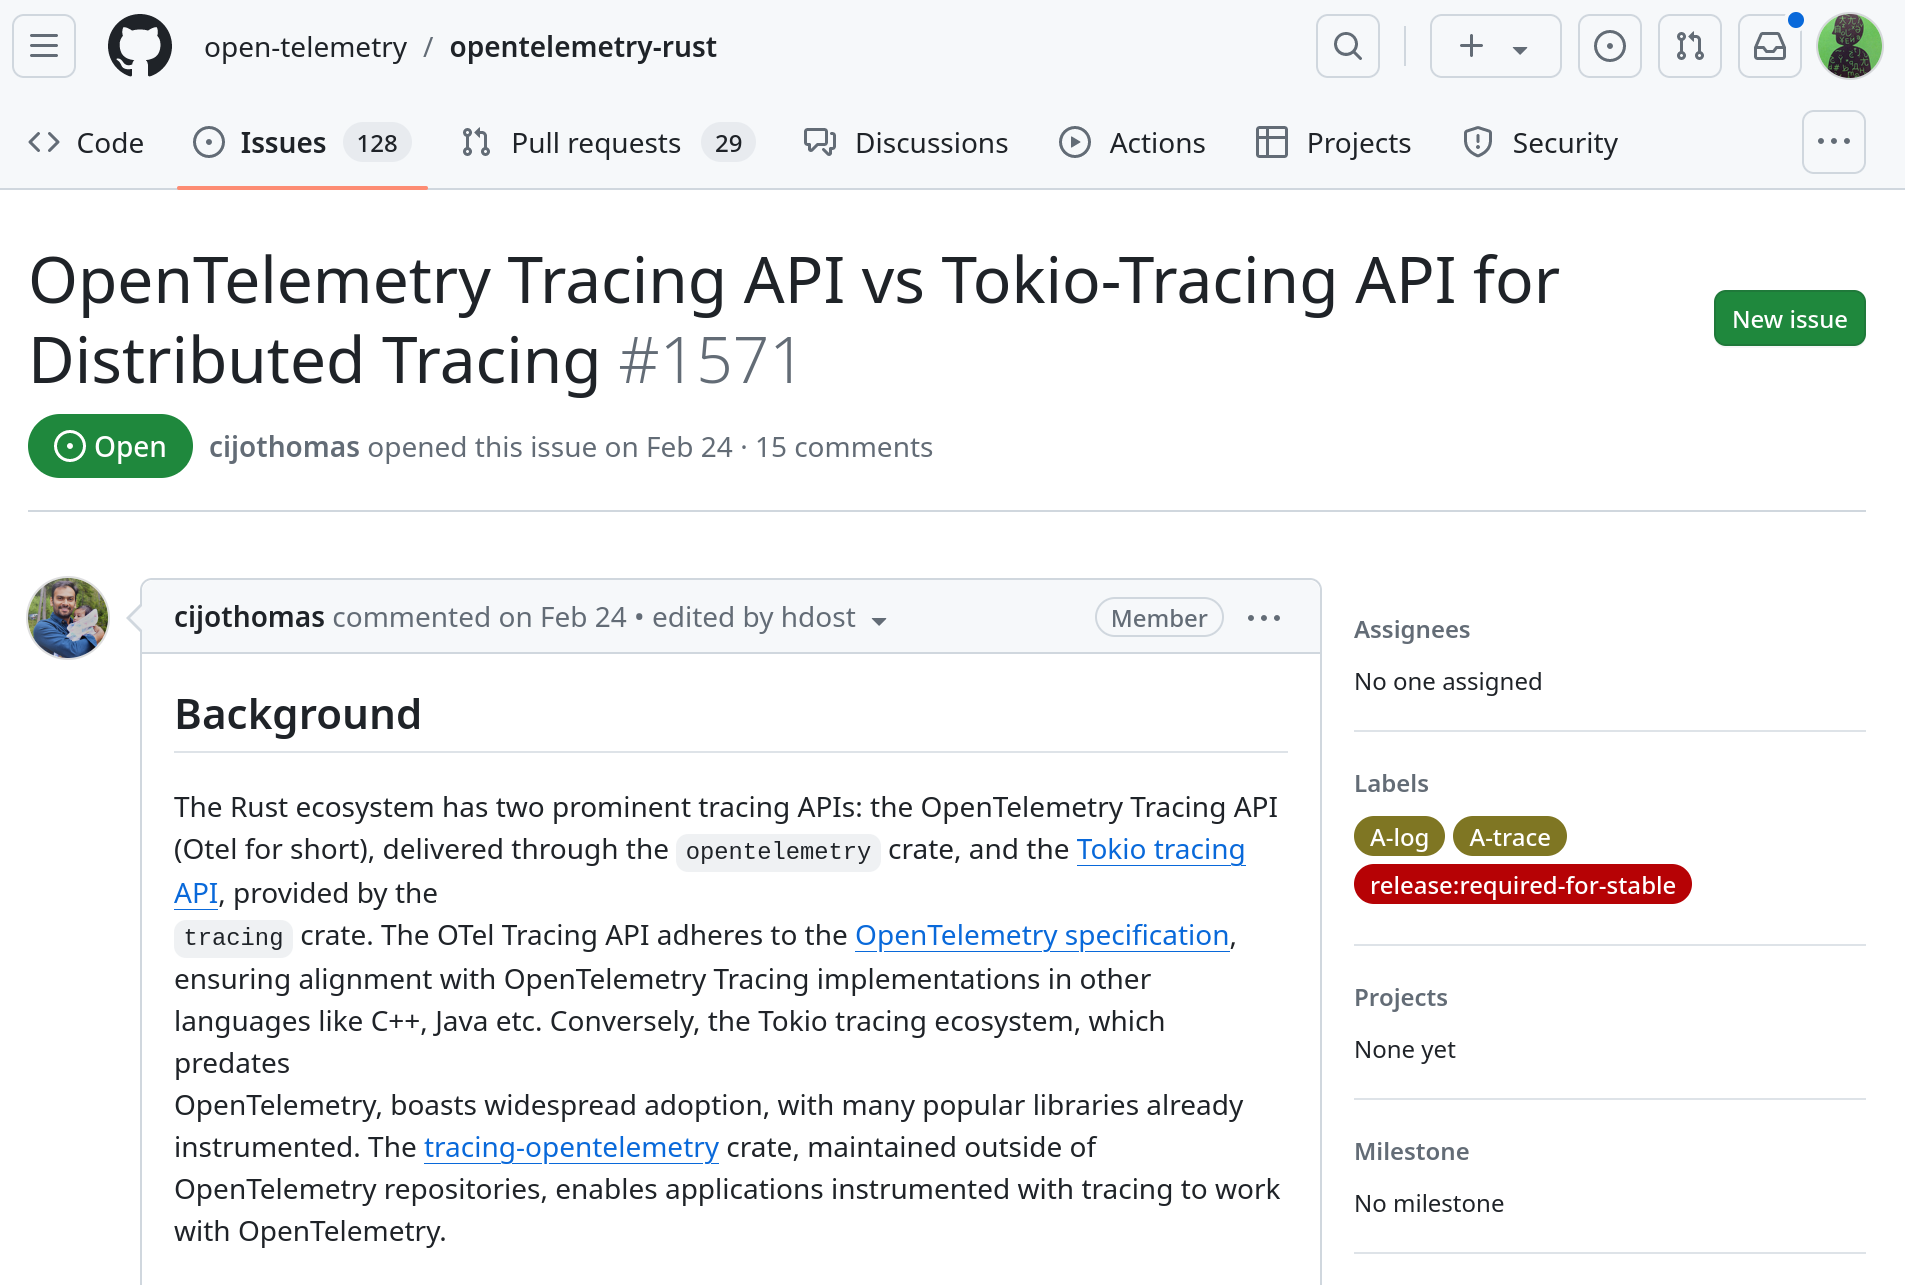 open-telemetry / opentelemetry-rust
Code Issues 128 Pull requests 29 Discussions Actions Projects Security
OpenTelemetry Tracing API vs Tokio-Tracing API for
Distributed Tracing #1571
New issue
Open cijothomas opened this issue on Feb 24 · 15 comments
cijothomas commented on Feb 24 • edited by hdost Member
Background
The Rust ecosystem has two prominent tracing APIs: the OpenTelemetry Tracing API
(Otel for short), delivered through the opentelemetry crate, and the Tokio tracing
API, provided by the
tracing crate. The OTel Tracing API adheres to the OpenTelemetry specification,
ensuring alignment with OpenTelemetry Tracing implementations in other
languages like C++, Java etc. Conversely, the Tokio tracing ecosystem, which
predates
OpenTelemetry, boasts widespread adoption, with many popular libraries already
instrumented. The tracing-opentelemetry crate, maintained outside of
OpenTelemetry repositories, enables applications instrumented with tracing to work
with OpenTelemetry.
Assignees
No one assigned
Labels
A-log A-trace
release:required-for-stable
Projects
None yet
Milestone
No milestone